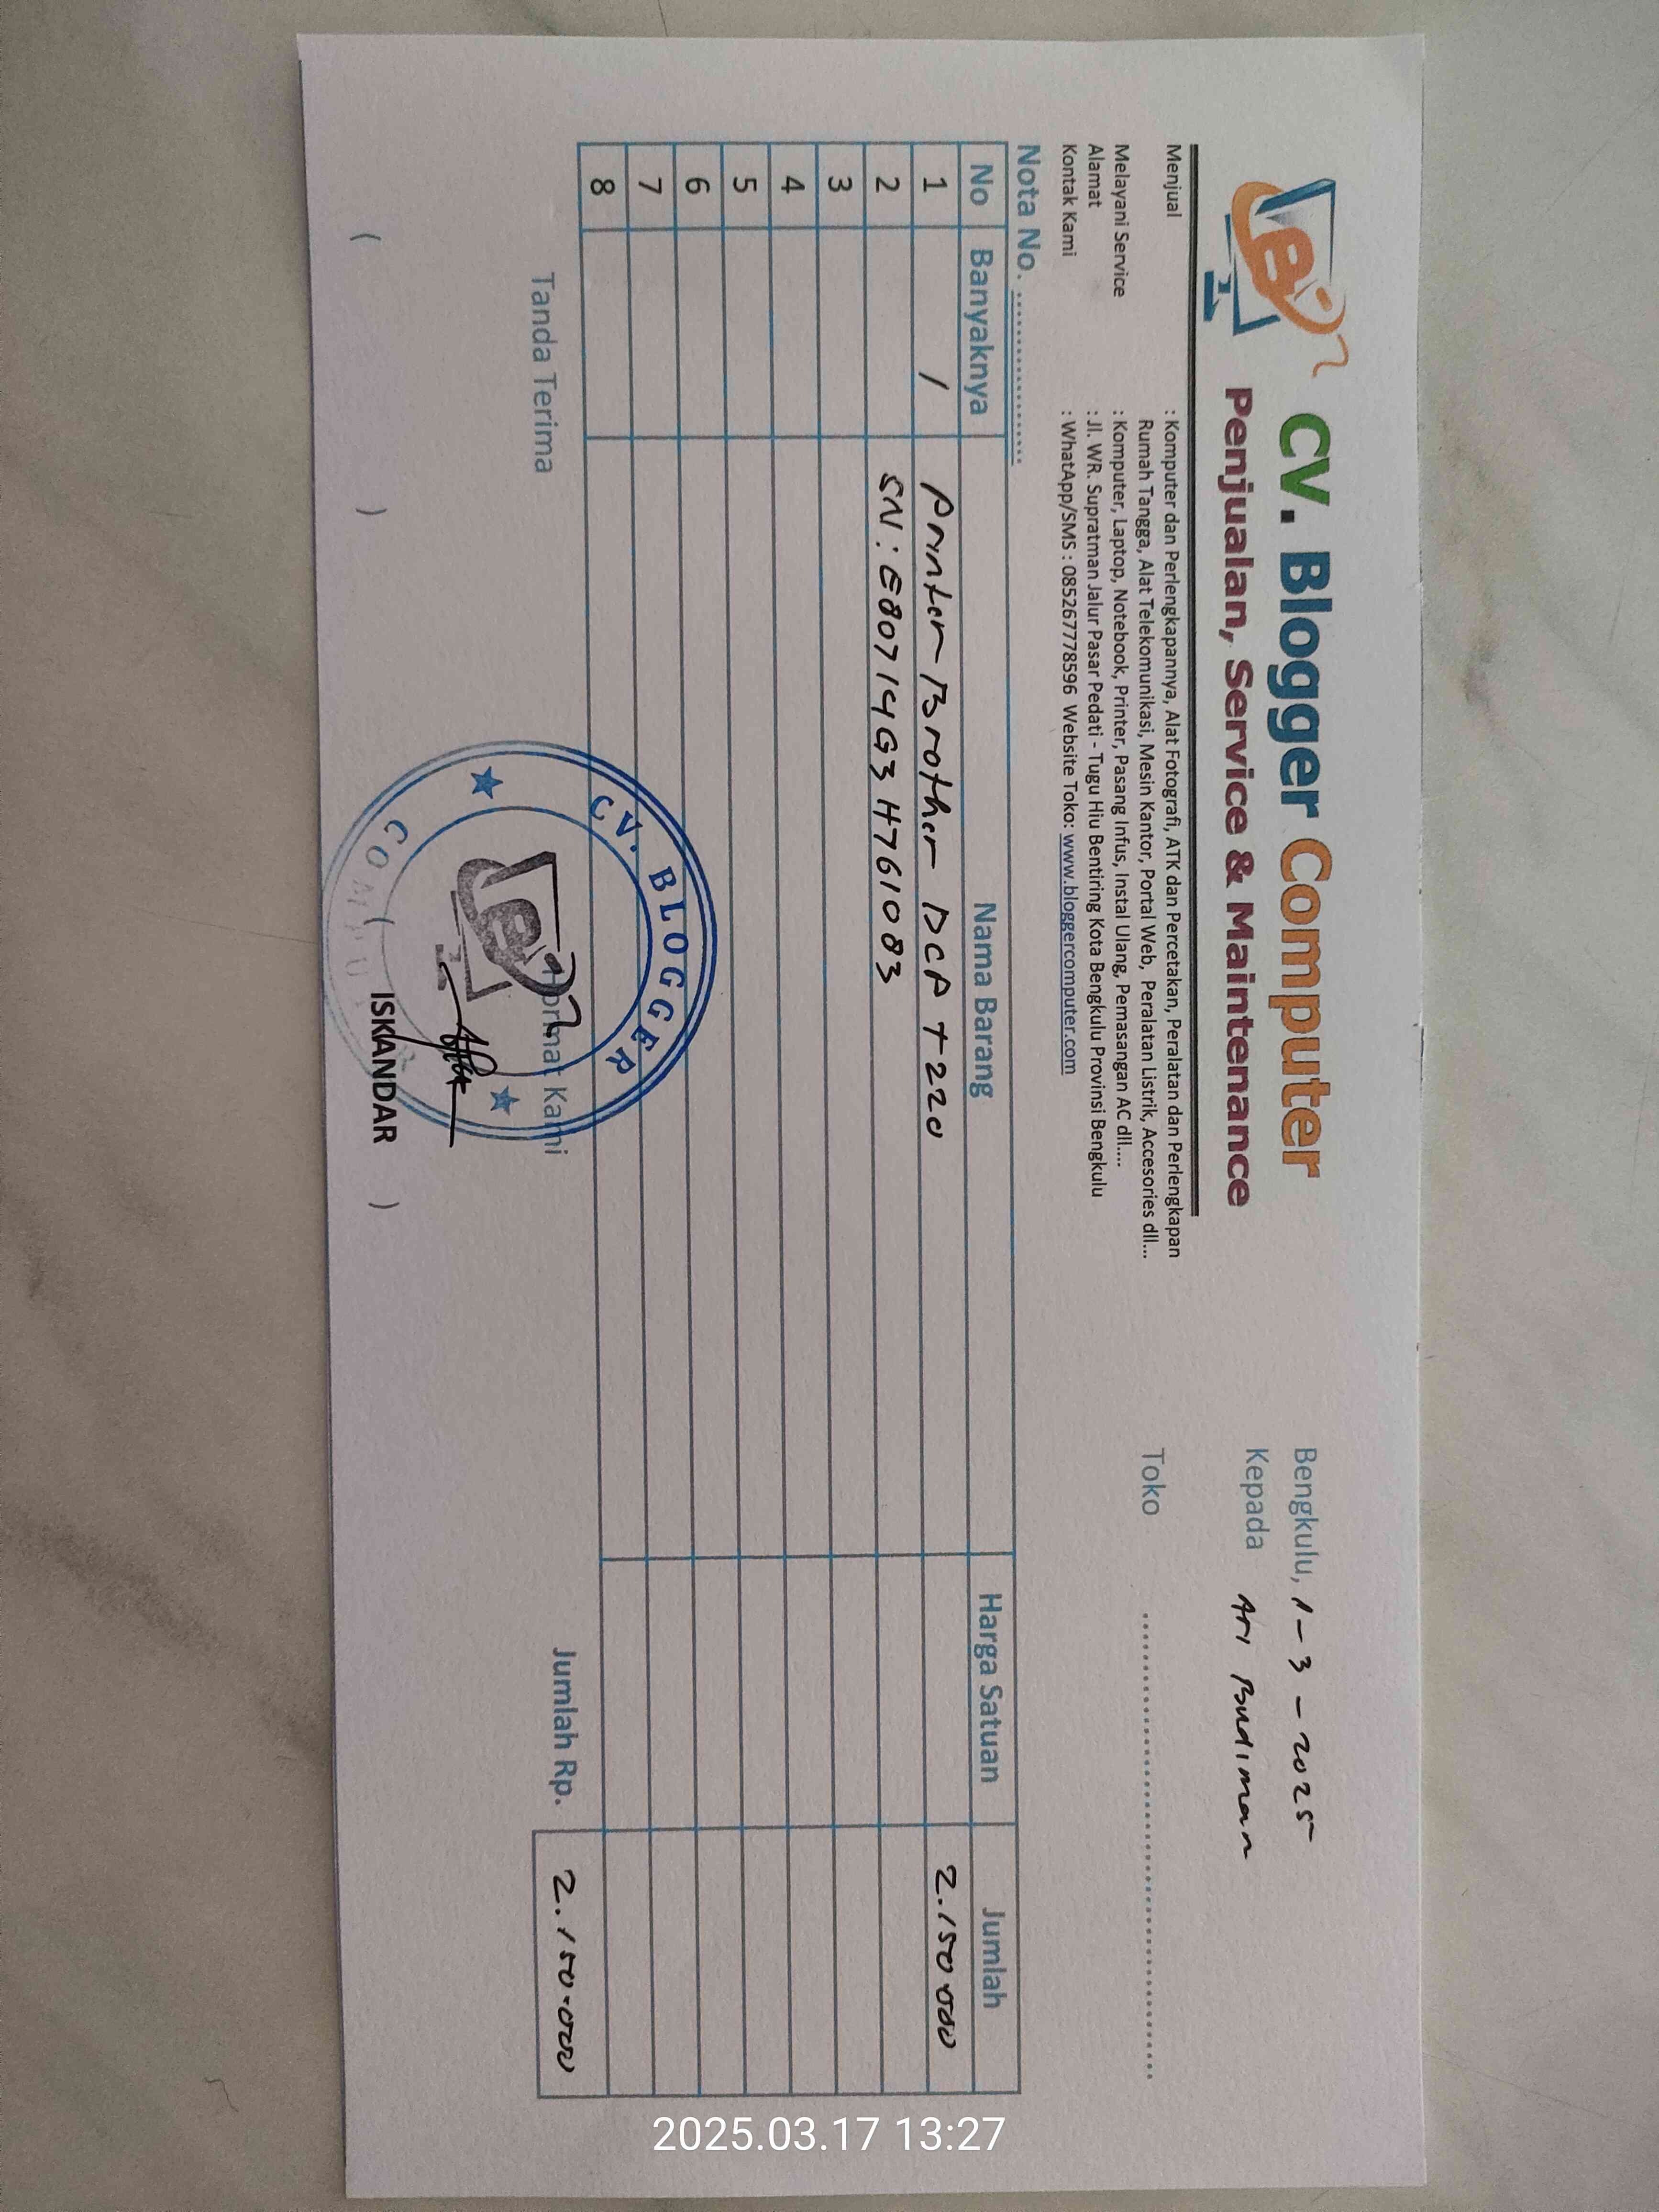 CV. Blogger Computer
Penjualan, Service & Maintenance
Bengkulu, 1-3-2025
Kepada Ari Budiman
Toko ................................................
Menjual : Komputer dan Perlengkapannya, Alat Fotografi, ATK dan Percetakan, Peralatan dan Perlengkapan
Rumah Tangga, Alat Telekomunikasi, Mesin Kantor, Portal Web, Peralatan Listrik, Accesories dll...
Melayani Service : Komputer, Laptop, Notebook, Printer, Pasang Infus, Instal Ulang, Pemasangan AC dll....
Alamat : Jl. WR. Supratman Jalur Pasar Pedati - Tugu Hiu Bentiring Kota Bengkulu Provinsi Bengkulu
Kontak Kami : WhatApp/SMS : 085267778596 Website Toko: www.bloggercomputer.com
Nota No. ........................
No Banyaknya Nama Barang Harga Satuan Jumlah
1 1 Printer Brother DCP T220 2.150.000
2 SN: E80714G3H761083
3
4
5
6
7
8
Tanda Terima Hormat Kami Jumlah Rp. 2.150.000
CV. BLOGGER
( ) ( ISKANDAR )
2025.03.17 13:27